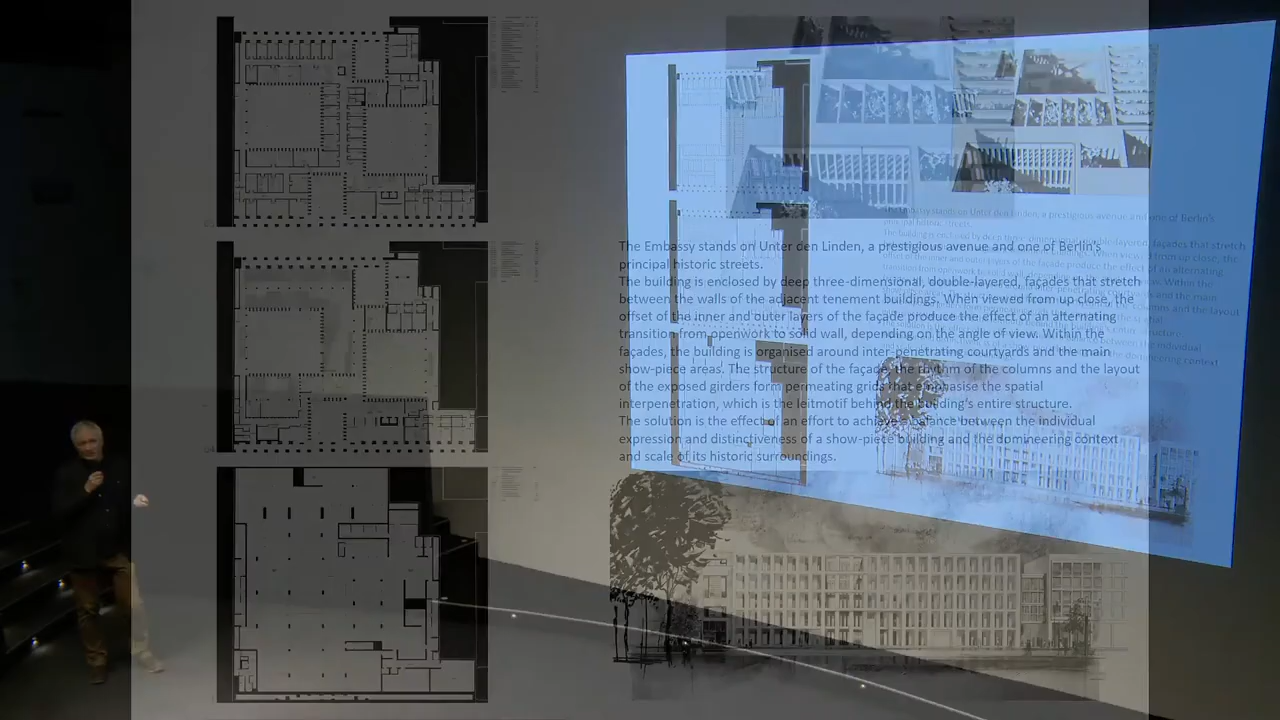 The Embassy stands on Unter den Linden, a prestigious avenue and one of Berlin's
principal historic streets.
The building is enclosed by deep three-dimensional, double-layered, façades that stretch
between the walls of the adjacent tenement buildings. When viewed from up close, the
offset of the inner and outer layers of the façade produce the effect of an alternating
transition from openwork to solid wall, depending on the angle of view. Within the
façades, the building is organised around inter-penetrating courtyards and the main
show-piece areas. The structure of the façade, the rhythm of the columns and the layout
of the exposed girders form permeating grids that emphasise the spatial
interpenetration, which is the leitmotif behind the building's entire structure.
The solution is the effect of an effort to achieve a balance between the individual
expression and distinctiveness of a show-piece building and the domineering context
and scale of its historic surroundings.